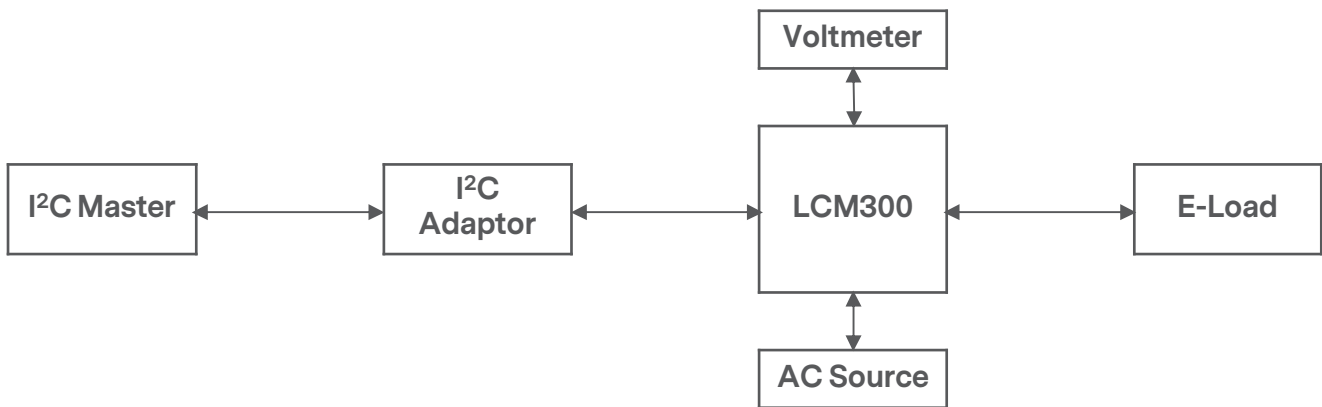 Voltmeter
I²C Master
I²C
Adaptor
LCM300
E-Load
AC Source